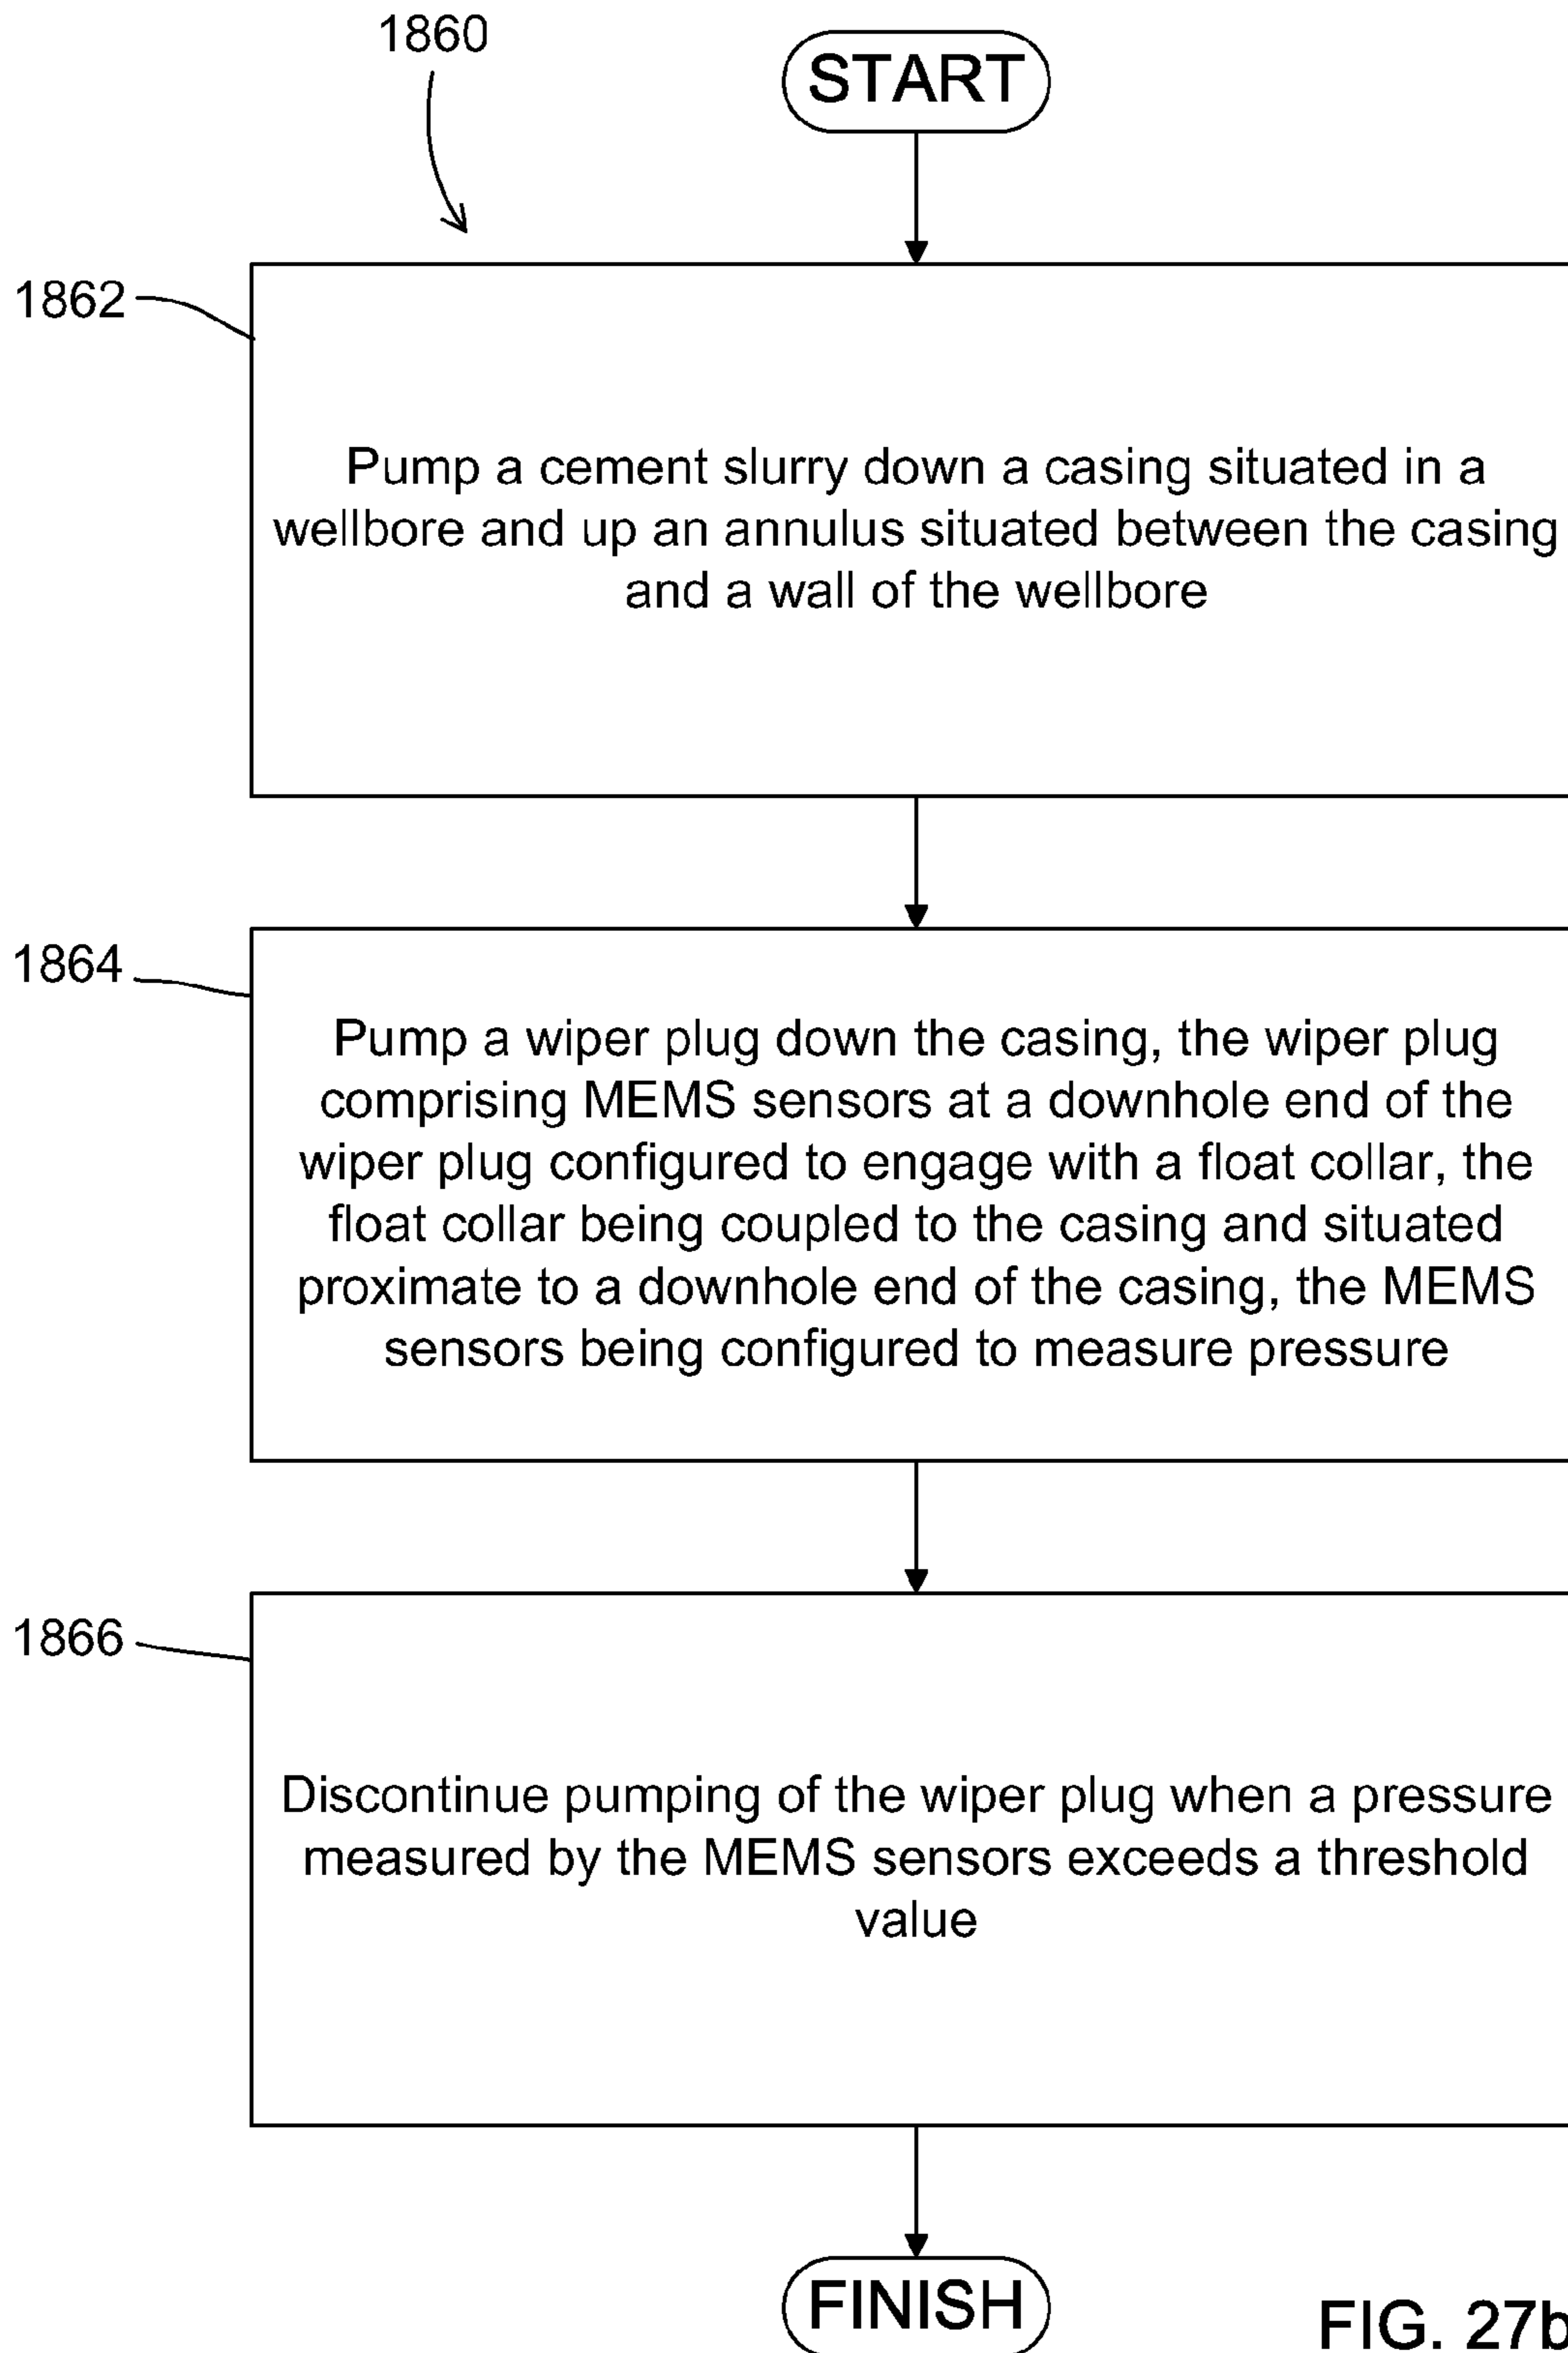 1860
START
1862
Pump a cement slurry down a casing situated in a
wellbore and up an annulus situated between the casing
and a wall of the wellbore
1864
Pump a wiper plug down the casing, the wiper plug
comprising MEMS sensors at a downhole end of the
wiper plug configured to engage with a float collar, the
float collar being coupled to the casing and situated
proximate to a downhole end of the casing, the MEMS
sensors being configured to measure pressure
1866
Discontinue pumping of the wiper plug when a pressure
measured by the MEMS sensors exceeds a threshold
value
FINISH
FIG. 27b